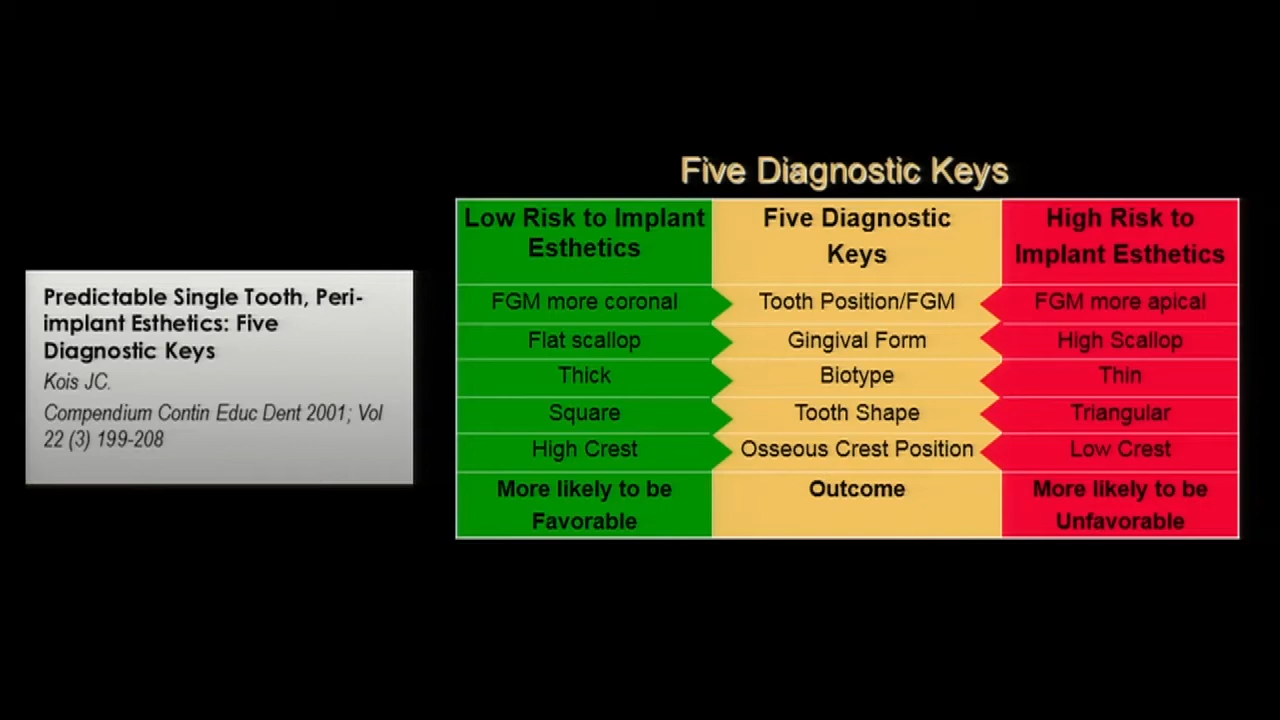 Predictable Single Tooth, Peri-
implant Esthetics: Five
Diagnostic Keys
Kois JC.
Compendium Contin Educ Dent 2001; Vol
22 (3) 199-208
Five Diagnostic Keys
Low Risk to Implant
Esthetics
Five Diagnostic
Keys
High Risk to
Implant Esthetics
FGM more coronal
Tooth Position/FGM
FGM more apical
Flat scallop
Gingival Form
High Scallop
Thick
Biotype
Thin
Square
Tooth Shape
Triangular
High Crest
Osseous Crest Position
Low Crest
More likely to be
Favorable
Outcome
More likely to be
Unfavorable